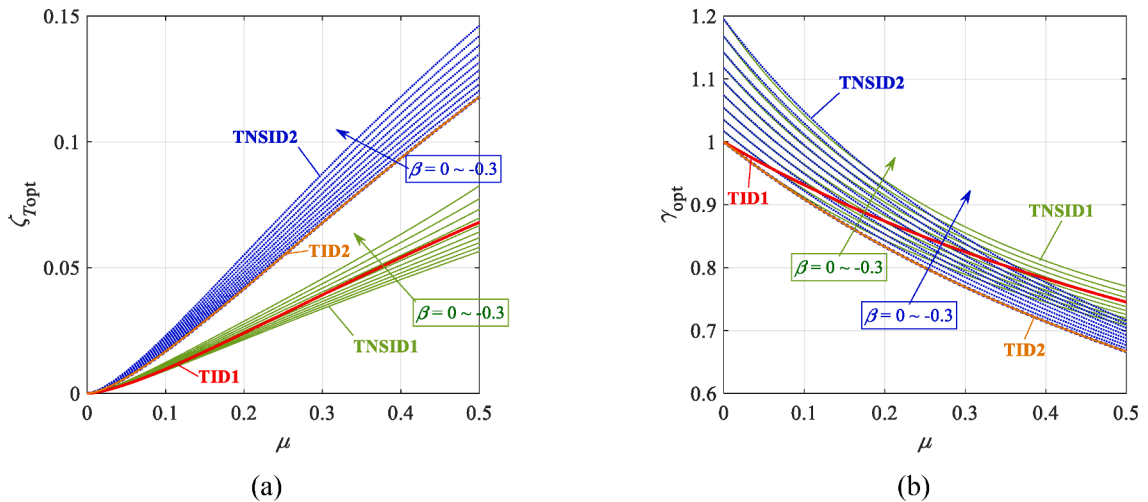 0.15
0.1
0.05
0
ζTopt
TNSID2
β = 0 ~ -0.3
TID2
β = 0 ~ -0.3
TNSID1
TID1
0
0.1
0.2
0.3
0.4
0.5
μ
(a)
1.2
1.1
1
0.9
0.8
0.7
0.6
γopt
TNSID2
TID1
TNSID1
β = 0 ~ -0.3
β = 0 ~ -0.3
TID2
0
0.1
0.2
0.3
0.4
0.5
μ
(b)